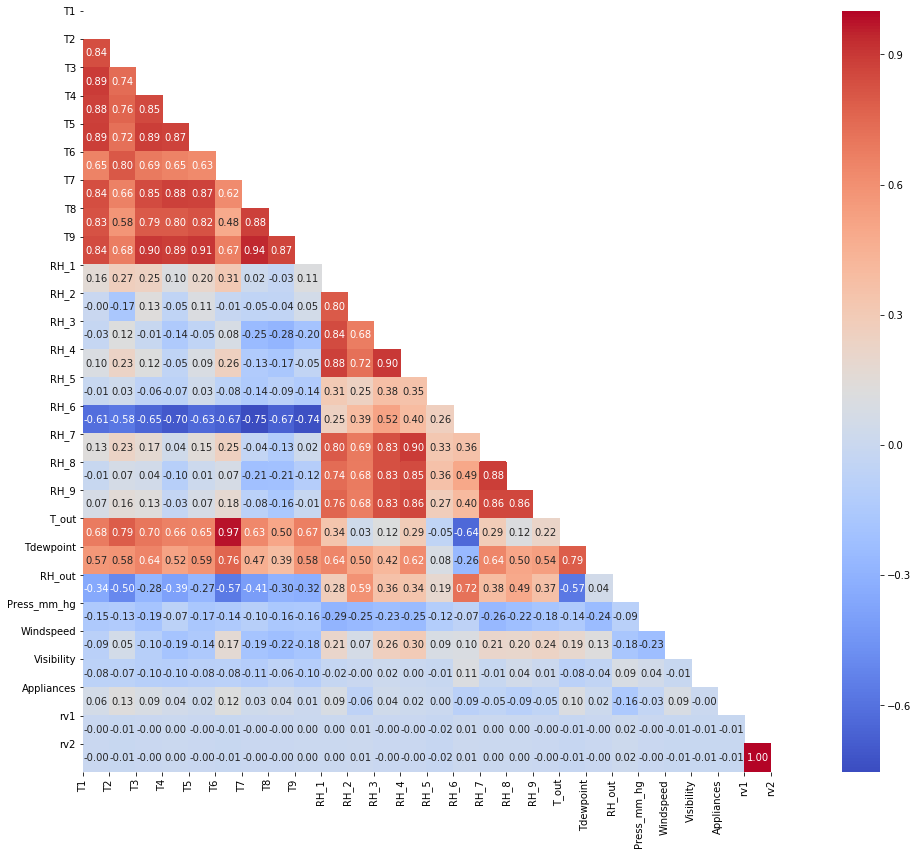 T1
T2
0.84
T3
0.89 0.74
T4
0.88 0.76 0.85
T5
0.89 0.72 0.89 0.87
T6
0.65 0.80 0.69 0.65 0.63
T7
0.84 0.66 0.85 0.88 0.87 0.62
T8
0.83 0.58 0.79 0.80 0.82 0.48 0.88
T9
0.84 0.68 0.90 0.89 0.91 0.67 0.94 0.87
RH_1
0.16 0.27 0.25 0.10 0.20 0.31 0.02 -0.03 0.11
RH_2
-0.00 -0.17 0.13 -0.05 0.11 -0.01 -0.05 -0.04 0.05 0.80
RH_3
-0.03 0.12 -0.01 -0.14 -0.05 0.08 -0.25 -0.28 -0.20 0.84 0.68
RH_4
0.10 0.23 0.12 -0.05 0.09 0.26 -0.13 -0.17 -0.05 0.88 0.72 0.90
RH_5
-0.01 0.03 -0.06 -0.07 0.03 -0.08 -0.14 -0.09 -0.14 0.31 0.25 0.38 0.35
RH_6
-0.61 -0.58 -0.65 -0.70 -0.63 -0.67 -0.75 -0.67 -0.74 0.25 0.39 0.52 0.40 0.26
RH_7
0.13 0.23 0.17 0.04 0.15 0.25 -0.04 -0.13 0.02 0.80 0.69 0.83 0.90 0.33 0.36
RH_8
-0.01 0.07 0.04 -0.10 0.01 0.07 -0.21 -0.21 -0.12 0.74 0.68 0.83 0.85 0.36 0.49 0.88
RH_9
0.07 0.16 0.13 -0.03 0.07 0.18 -0.08 -0.16 -0.01 0.76 0.68 0.83 0.86 0.27 0.40 0.86 0.86
T_out
0.68 0.79 0.70 0.66 0.65 0.97 0.63 0.50 0.67 0.34 0.03 0.12 0.29 -0.05 -0.64 0.29 0.12 0.22
Tdewpoint
0.57 0.58 0.64 0.52 0.59 0.76 0.47 0.39 0.58 0.64 0.50 0.42 0.62 0.08 -0.26 0.64 0.50 0.54 0.79
RH_out
-0.34 -0.50 -0.28 -0.39 -0.27 -0.57 -0.41 -0.30 -0.32 0.28 0.59 0.36 0.34 0.19 0.72 0.38 0.49 0.37 -0.57 0.04
Press_mm_hg
-0.15 -0.13 -0.19 -0.07 -0.17 -0.14 -0.10 -0.16 -0.16 -0.29 -0.25 -0.23 -0.25 -0.12 -0.07 -0.26 -0.22 -0.18 -0.14 -0.24 -0.09
Windspeed
-0.09 0.05 -0.10 -0.19 -0.14 0.17 -0.19 -0.22 -0.18 0.21 0.07 0.26 0.30 0.09 0.10 0.21 0.20 0.24 0.19 0.13 -0.18 -0.23
Visibility
-0.08 -0.07 -0.10 -0.10 -0.08 -0.08 -0.11 -0.06 -0.10 -0.02 -0.00 0.02 0.00 -0.01 0.11 -0.01 0.04 0.01 -0.08 -0.04 0.09 0.04 -0.01
Appliances
0.06 0.13 0.09 0.04 0.02 0.12 0.03 0.04 0.01 0.09 -0.06 0.04 0.02 0.00 -0.09 -0.05 -0.09 -0.05 0.10 0.02 -0.16 -0.03 0.09 -0.00
rv1
-0.00 -0.01 -0.00 -0.00 0.00 -0.01 -0.00 -0.00 -0.00 0.00 0.01 -0.00 -0.00 -0.02 0.01 0.00 -0.00 -0.00 -0.01 0.00 0.02 0.00 -0.01 -0.01 -0.01
rv2
-0.00 -0.01 -0.00 -0.00 0.00 -0.01 -0.00 -0.00 -0.00 0.00 0.01 -0.00 -0.00 -0.02 0.01 0.00 -0.00 -0.00 -0.01 0.00 0.02 0.00 -0.01 -0.01 -0.01 1.00
T1 T2 T3 T4 T5 T6 T7 T8 T9 RH_1 RH_2 RH_3 RH_4 RH_5 RH_6 RH_7 RH_8 RH_9 T_out Tdewpoint RH_out Press_mm_hg Windspeed Visibility Appliances rv1 rv2
0.9
0.6
0.3
0.0
−0.3
−0.6